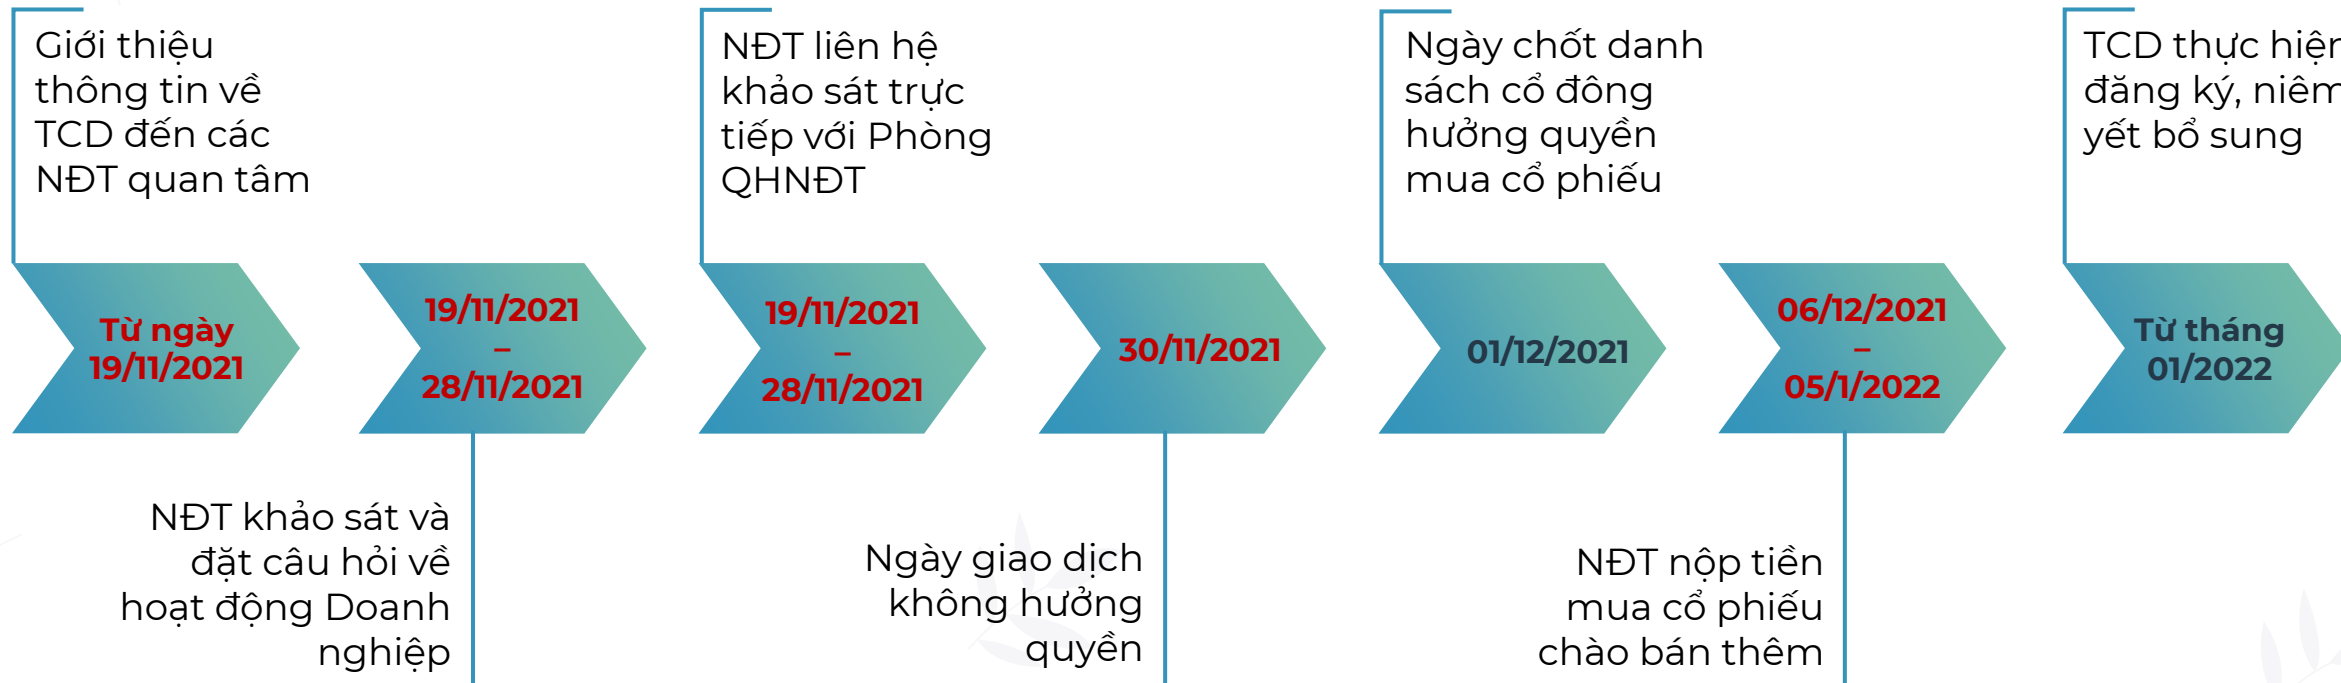 Giới thiệu
thông tin về
TCD đến các
NĐT quan tâm
NĐT liên hệ
khảo sát trực
tiếp với Phòng
QHNĐT
Ngày chốt danh
sách cổ đông
hưởng quyền
mua cổ phiếu
TCD thực hiện
đăng ký, niêm
yết bổ sung
Từ ngày
19/11/2021
19/11/2021
–
28/11/2021
19/11/2021
–
28/11/2021
30/11/2021
01/12/2021
06/12/2021
–
05/1/2022
Từ tháng
01/2022
NĐT khảo sát và
đặt câu hỏi về
hoạt động Doanh
nghiệp
Ngày giao dịch
không hưởng
quyền
NĐT nộp tiền
mua cổ phiếu
chào bán thêm